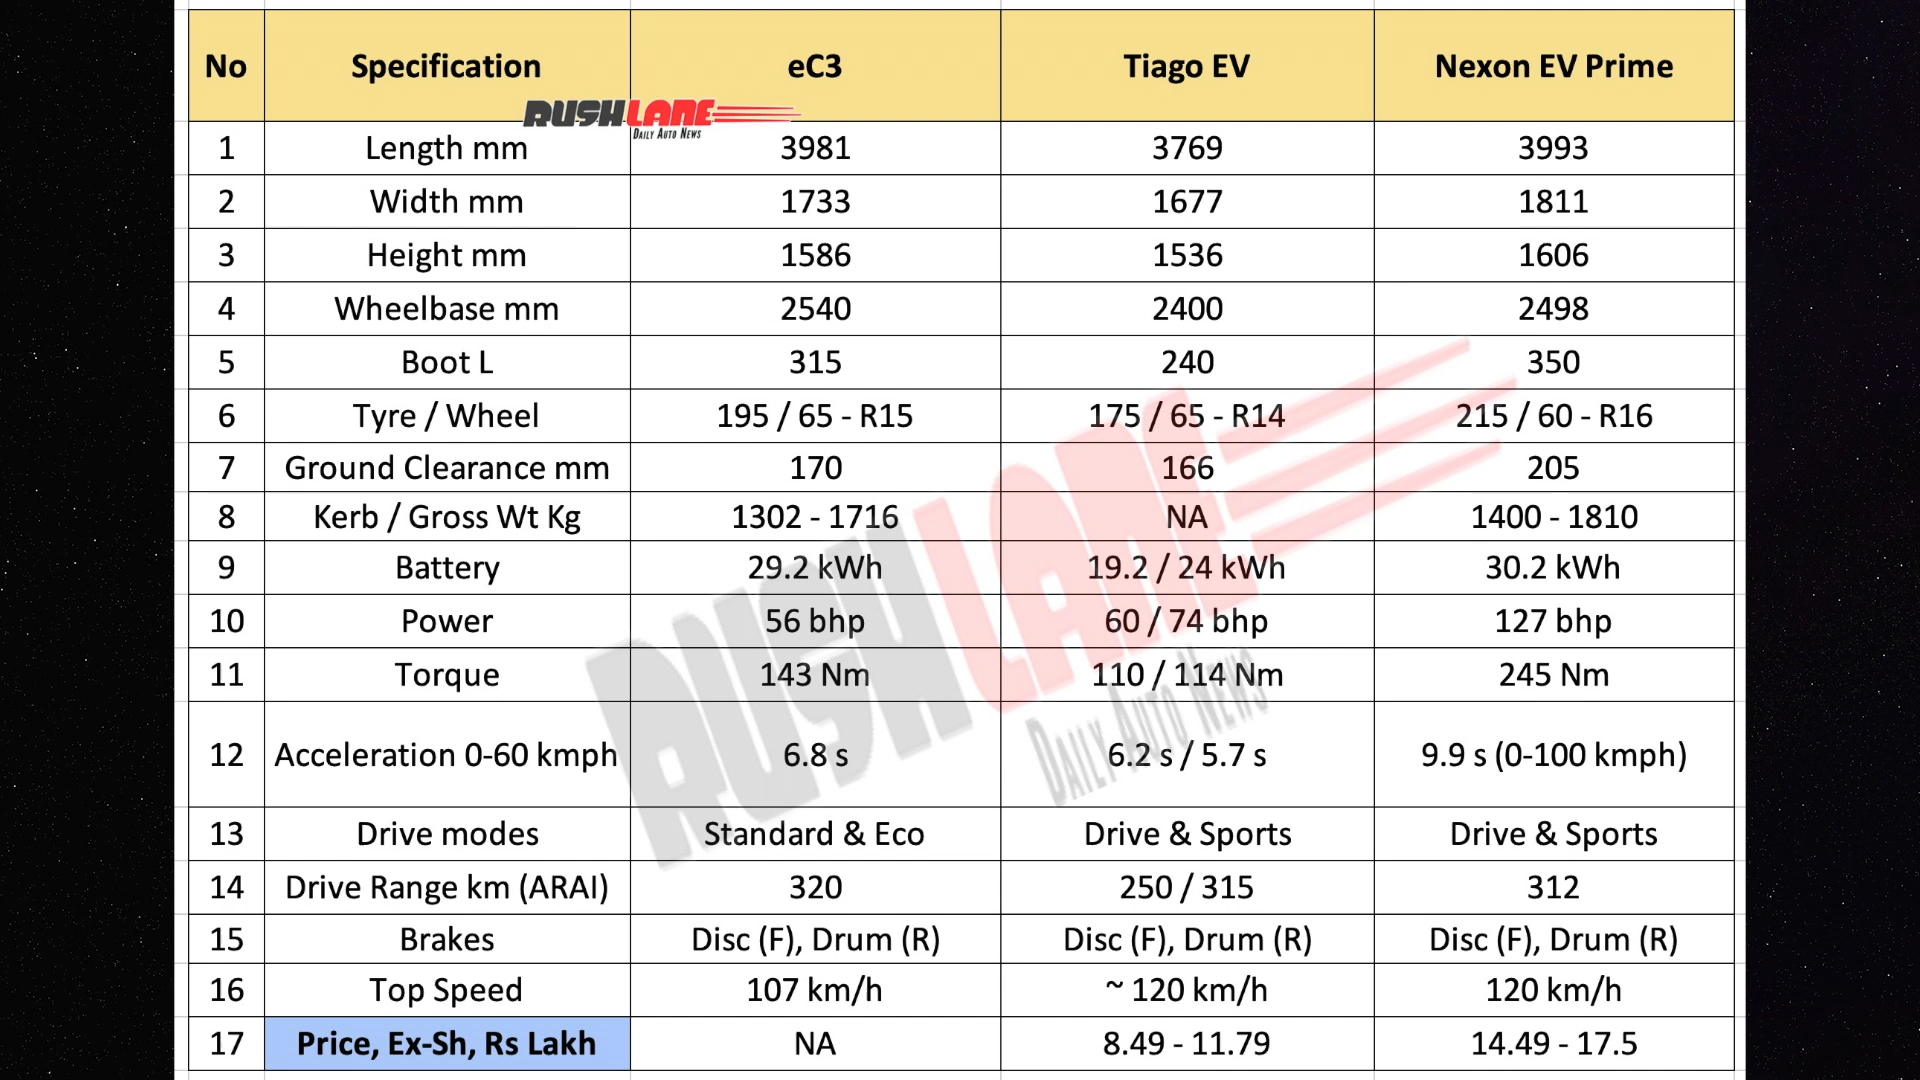 No Specification eC3 Tiago EV Nexon EV Prime
RUSHLANE
DAILY AUTO NEWS
1 Length mm 3981 3769 3993
2 Width mm 1733 1677 1811
3 Height mm 1586 1536 1606
4 Wheelbase mm 2540 2400 2498
5 Boot L 315 240 350
6 Tyre / Wheel 195 / 65 - R15 175 / 65 - R14 215 / 60 - R16
7 Ground Clearance mm 170 166 205
8 Kerb / Gross Wt Kg 1302 - 1716 NA 1400 - 1810
9 Battery 29.2 kWh 19.2 / 24 kWh 30.2 kWh
10 Power 56 bhp 60 / 74 bhp 127 bhp
11 Torque 143 Nm 110 / 114 Nm 245 Nm
12 Acceleration 0-60 kmph 6.8 s 6.2 s / 5.7 s 9.9 s (0-100 kmph)
13 Drive modes Standard & Eco Drive & Sports Drive & Sports
14 Drive Range km (ARAI) 320 250 / 315 312
15 Brakes Disc (F), Drum (R) Disc (F), Drum (R) Disc (F), Drum (R)
16 Top Speed 107 km/h ~ 120 km/h 120 km/h
17 Price, Ex-Sh, Rs Lakh NA 8.49 - 11.79 14.49 - 17.5
RUSHLANE
DAILY AUTO NEWS